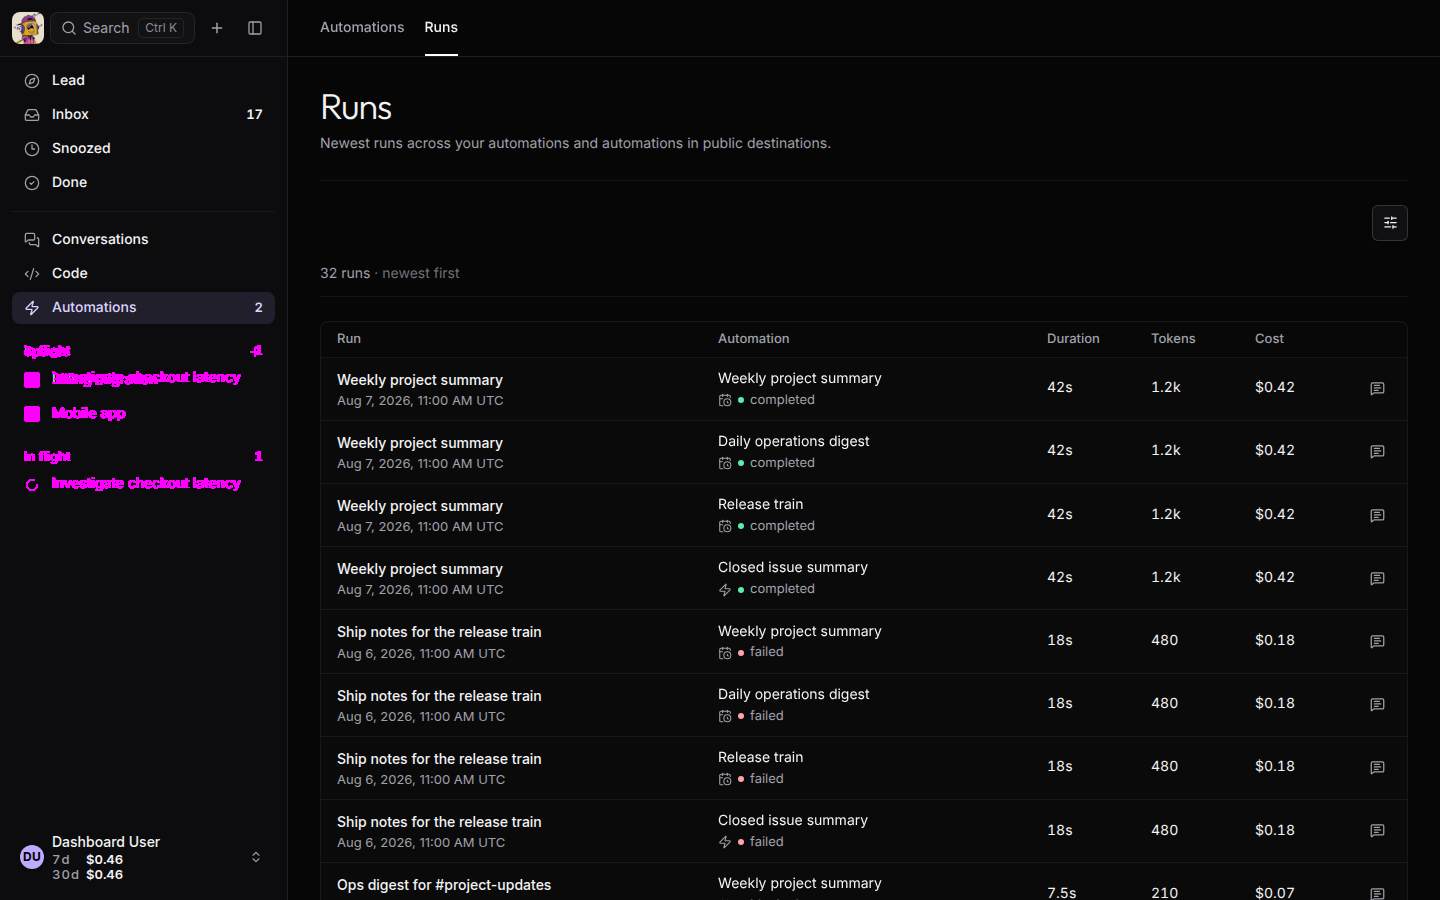 Search Ctrl K
Lead
Inbox 17
Snoozed
Done
Conversations
Code
Automations 2
Investigate checkout latency
Mobile app
In flight 1
Investigate checkout latency
DU Dashboard User
7d $0.46
30d $0.46
Automations Runs
Runs
Newest runs across your automations and automations in public destinations.
32 runs · newest first
Run Automation Duration Tokens Cost
Weekly project summary Weekly project summary 42s 1.2k $0.42
Aug 7, 2026, 11:00 AM UTC completed
Weekly project summary Daily operations digest 42s 1.2k $0.42
Aug 7, 2026, 11:00 AM UTC completed
Weekly project summary Release train 42s 1.2k $0.42
Aug 7, 2026, 11:00 AM UTC completed
Weekly project summary Closed issue summary 42s 1.2k $0.42
Aug 7, 2026, 11:00 AM UTC completed
Ship notes for the release train Weekly project summary 18s 480 $0.18
Aug 6, 2026, 11:00 AM UTC failed
Ship notes for the release train Daily operations digest 18s 480 $0.18
Aug 6, 2026, 11:00 AM UTC failed
Ship notes for the release train Release train 18s 480 $0.18
Aug 6, 2026, 11:00 AM UTC failed
Ship notes for the release train Closed issue summary 18s 480 $0.18
Aug 6, 2026, 11:00 AM UTC failed
Ops digest for #project-updates Weekly project summary 7.5s 210 $0.07